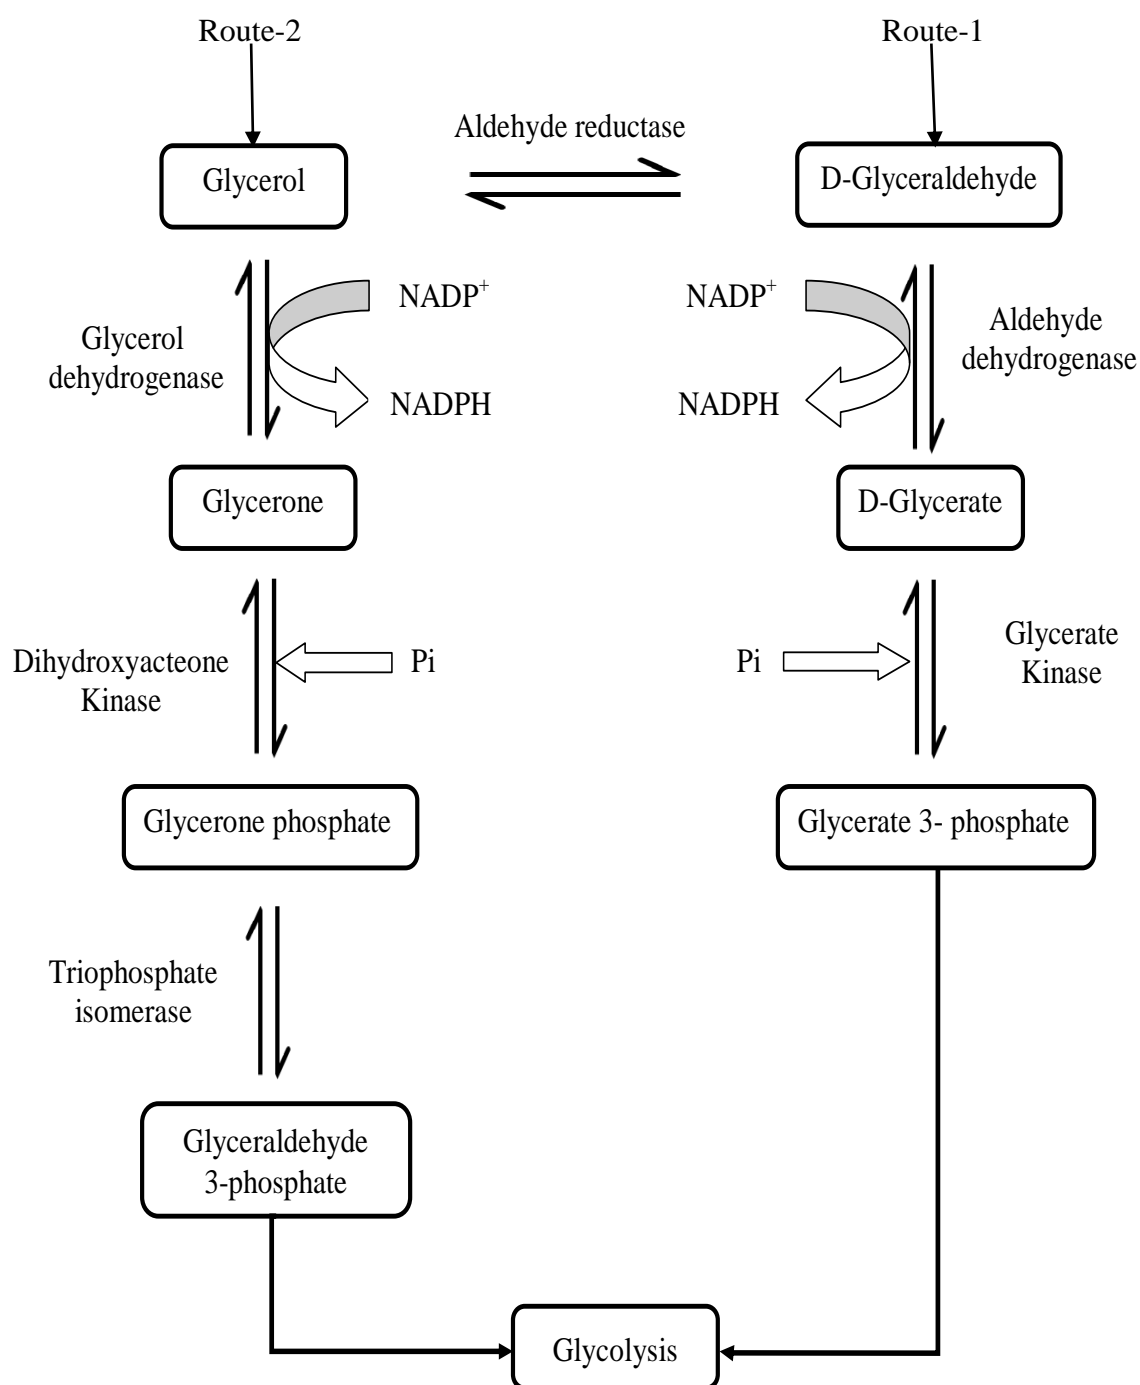 Route-2
Route-1
Aldehyde reductase
Glycerol
D-Glyceraldehyde
NADP+
NADP+
Glycerol
dehydrogenase
Aldehyde
dehydrogenase
NADPH
NADPH
Glycerone
D-Glycerate
Dihydroxyacteone
Kinase
Pi
Pi
Glycerate
Kinase
Glycerone phosphate
Glycerate 3- phosphate
Triophosphate
isomerase
Glyceraldehyde
3-phosphate
Glycolysis